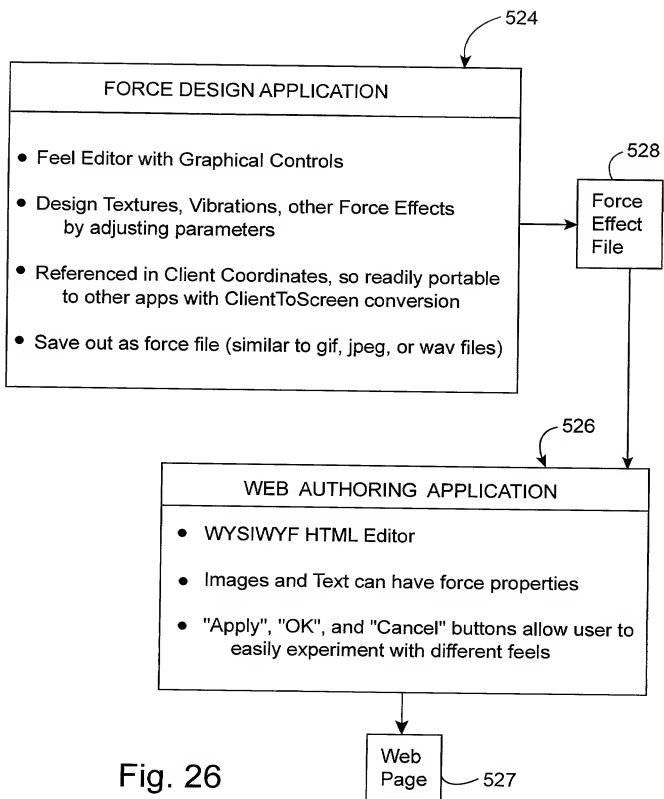 524
FORCE DESIGN APPLICATION
• Feel Editor with Graphical Controls
• Design Textures, Vibrations, other Force Effects
by adjusting parameters
• Referenced in Client Coordinates, so readily portable
to other apps with ClientToScreen conversion
• Save out as force file (similar to gif, jpeg, or wav files)
528
Force
Effect
File
526
WEB AUTHORING APPLICATION
• WYSIWYF HTML Editor
• Images and Text can have force properties
• "Apply", "OK", and "Cancel" buttons allow user to
easily experiment with different feels
Web
Page
527
Fig. 26